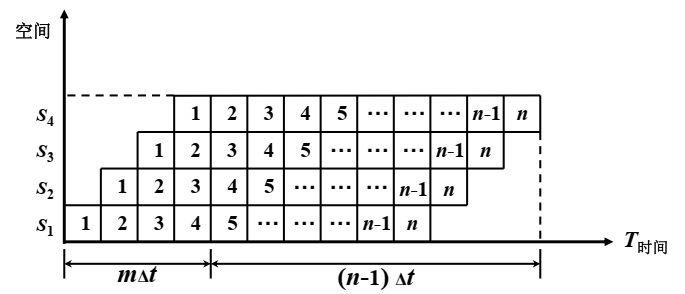 空间
S4 1 2 3 4 5 ··· ··· ··· n-1 n
S3 1 2 3 4 5 ··· ··· ··· n-1 n
S2 1 2 3 4 5 ··· ··· ··· n-1 n
S1 1 2 3 4 5 ··· ··· ··· n-1 n
T时间
mΔt (n-1) Δt